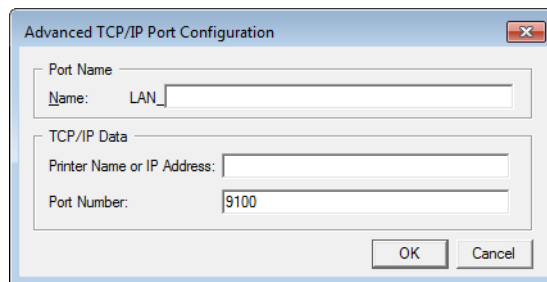 Advanced TCP/IP Port Configuration
Port Name
Name: LAN_
TCP/IP Data
Printer Name or IP Address:
Port Number: 9100
OK Cancel